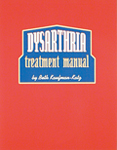 DYSARTHRIA
treatment manual
by Beth Kaufman-Katz